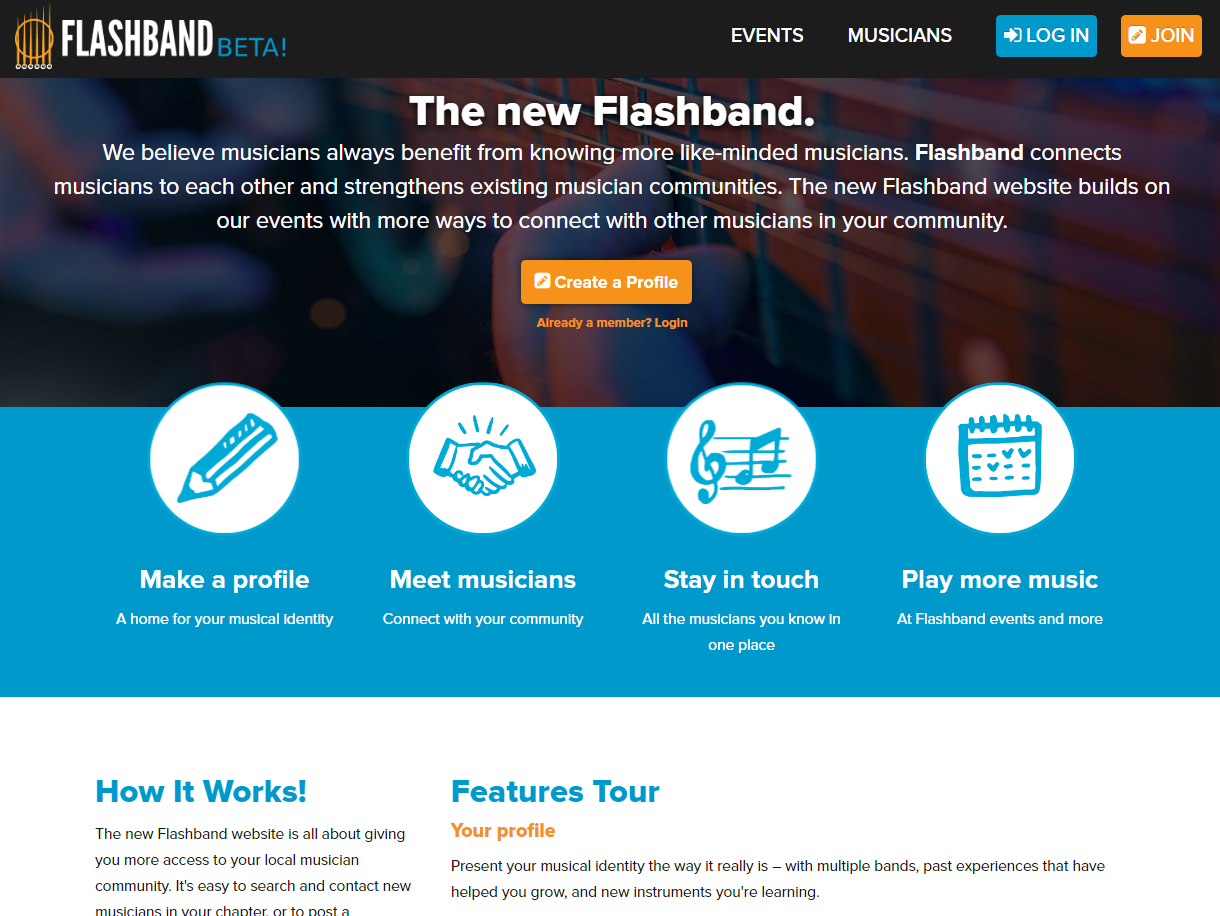 FLASHBAND BETA!
EVENTS
MUSICIANS
LOG IN
JOIN
The new Flashband.
We believe musicians always benefit from knowing more like-minded musicians. Flashband connects
musicians to each other and strengthens existing musician communities. The new Flashband website builds on
our events with more ways to connect with other musicians in your community.
Create a Profile
Already a member? Login
Make a profile
A home for your musical identity
Meet musicians
Connect with your community
Stay in touch
All the musicians you know in
one place
Play more music
At Flashband events and more
How It Works!
The new Flashband website is all about giving
you more access to your local musician
community. It's easy to search and contact new
musicians in your chapter, or to post a
Features Tour
Your profile
Present your musical identity the way it really is – with multiple bands, past experiences that have
helped you grow, and new instruments you're learning.